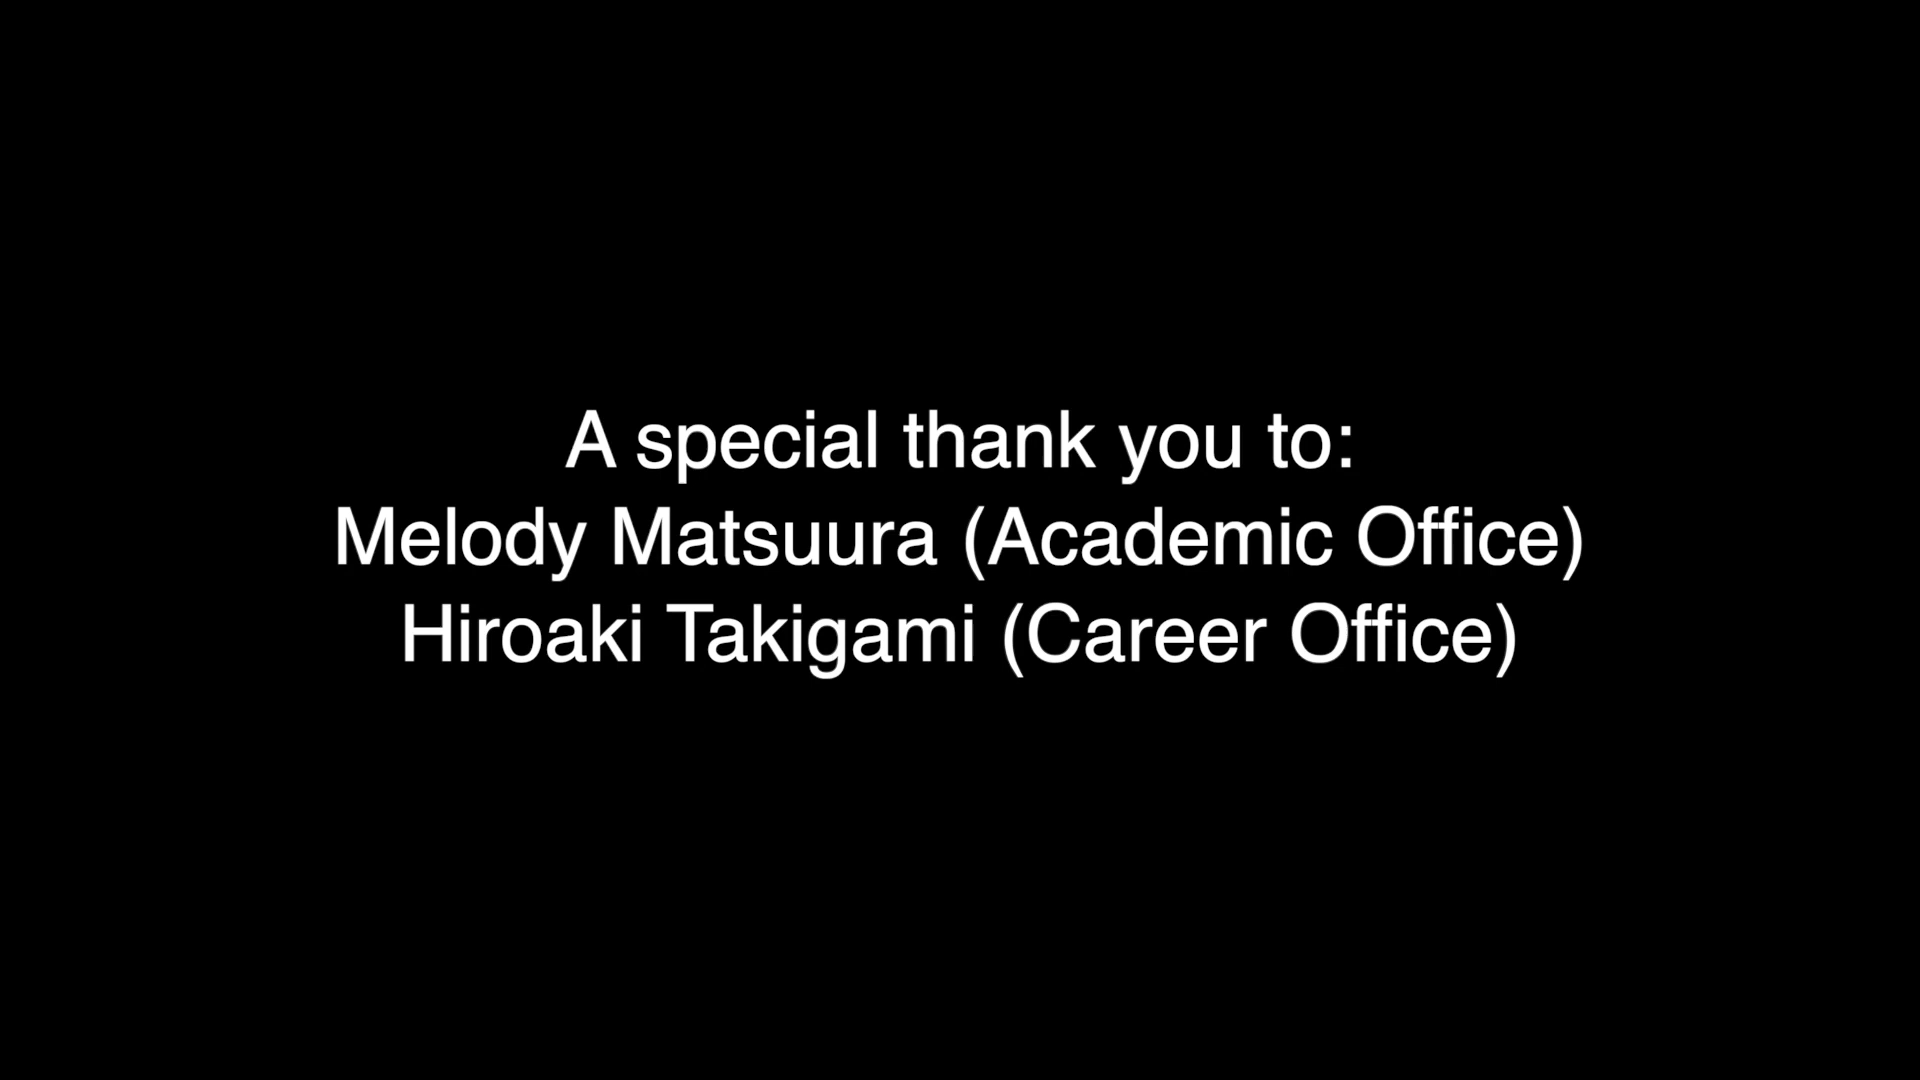 A special thank you to:
Melody Matsuura (Academic Office)
Hiroaki Takigami (Career Office)